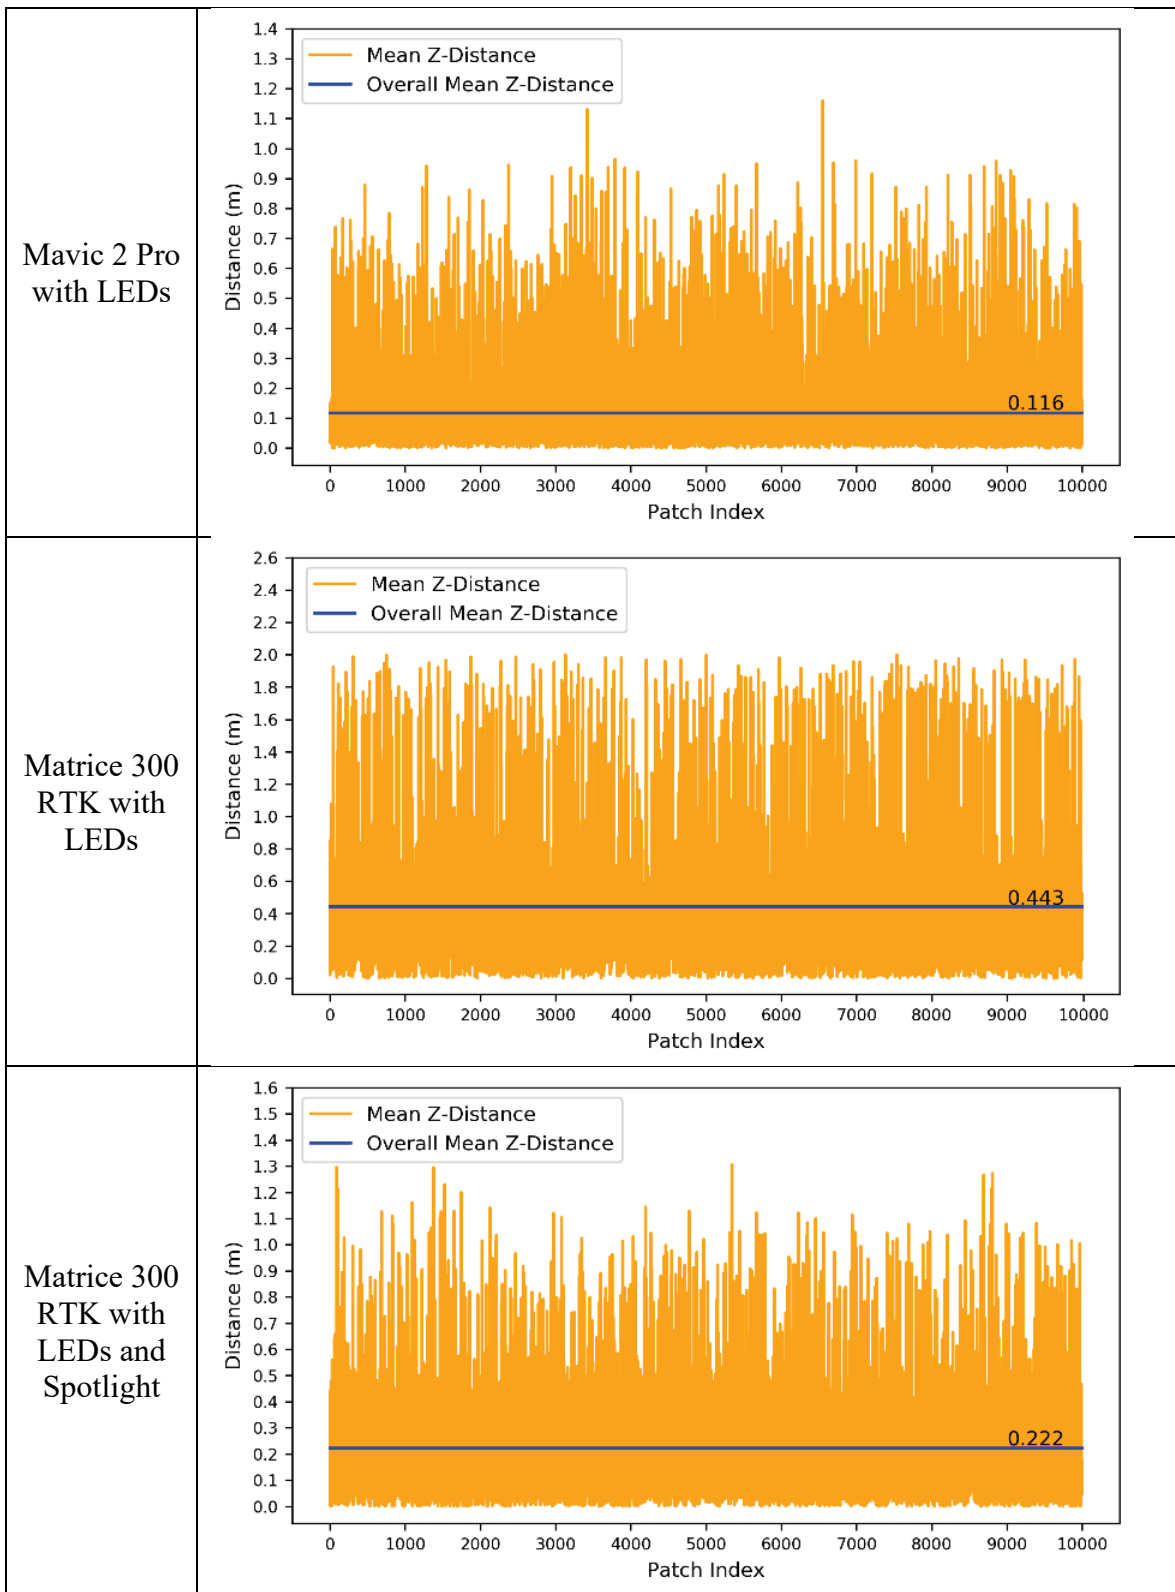 Mavic 2 Pro
with LEDs
1.4
1.3
1.2
1.1
1.0
0.9
0.8
0.7
0.6
0.5
0.4
0.3
0.2
0.1
0.0
Distance (m)
Mean Z-Distance
Overall Mean Z-Distance
0.116
0 1000 2000 3000 4000 5000 6000 7000 8000 9000 10000
Patch Index
Matrice 300
RTK with
LEDs
2.6
2.4
2.2
2.0
1.8
1.6
1.4
1.2
1.0
0.8
0.6
0.4
0.2
0.0
Distance (m)
Mean Z-Distance
Overall Mean Z-Distance
0.443
0 1000 2000 3000 4000 5000 6000 7000 8000 9000 10000
Patch Index
Matrice 300
RTK with
LEDs and
Spotlight
1.6
1.5
1.4
1.3
1.2
1.1
1.0
0.9
0.8
0.7
0.6
0.5
0.4
0.3
0.2
0.1
0.0
Distance (m)
Mean Z-Distance
Overall Mean Z-Distance
0.222
0 1000 2000 3000 4000 5000 6000 7000 8000 9000 10000
Patch Index